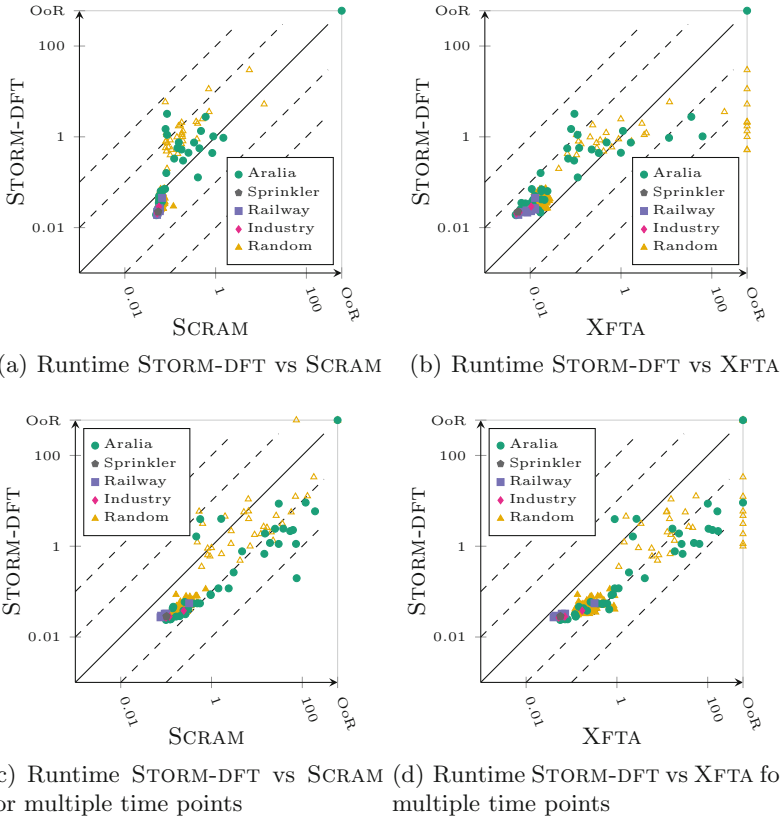 OoR
100
1
0.01
STORM-DFT
Aralia
Sprinkler
Railway
Industry
Random
0.01
1
100
OoR
SCRAM
(a) Runtime STORM-DFT vs SCRAM
OoR
100
1
0.01
STORM-DFT
Aralia
Sprinkler
Railway
Industry
Random
0.01
1
100
OoR
XFTA
(b) Runtime STORM-DFT vs XFTA
OoR
100
1
0.01
STORM-DFT
Aralia
Sprinkler
Railway
Industry
Random
0.01
1
100
OoR
SCRAM
c) Runtime STORM-DFT vs SCRAM
or multiple time points
OoR
100
1
0.01
STORM-DFT
Aralia
Sprinkler
Railway
Industry
Random
0.01
1
100
OoR
XFTA
(d) Runtime STORM-DFT vs XFTA fo
multiple time points